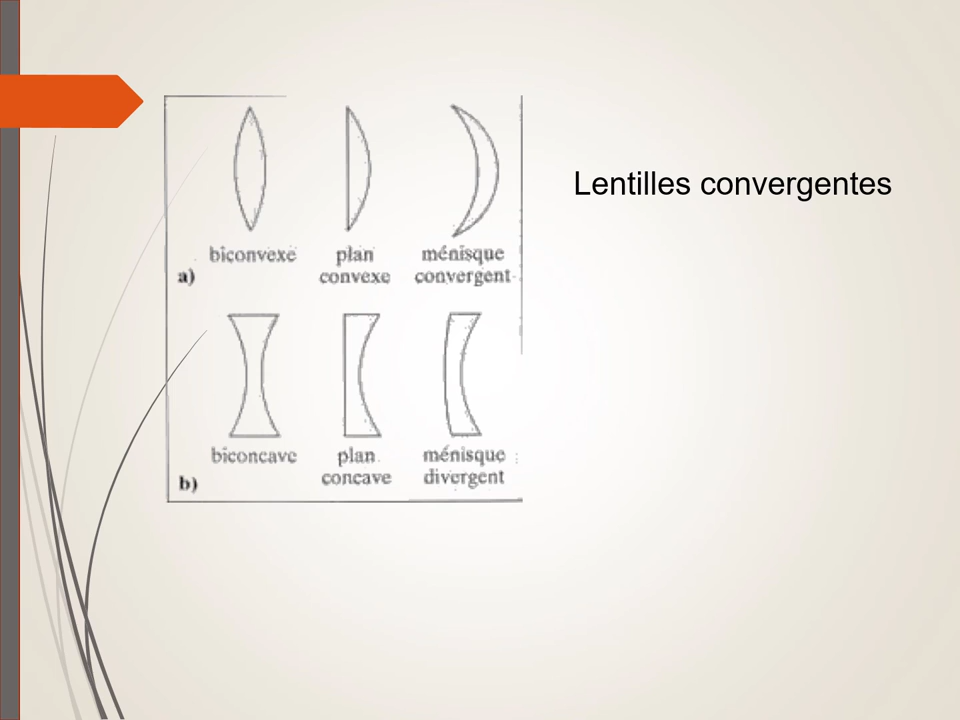 Lentilles convergentes
biconvexe plan ménisque
a) convexe convergent
biconcave plan ménisque
b) concave divergent